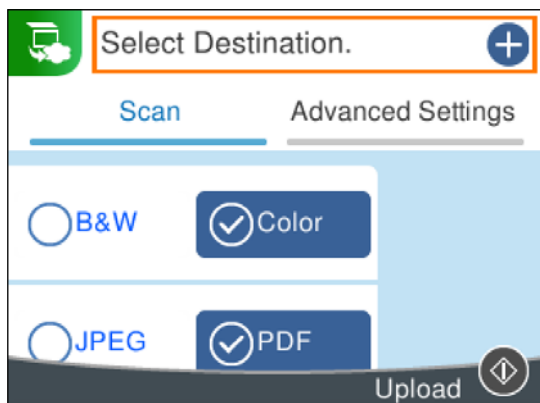 Select Destination.
Scan Advanced Settings
B&W Color
JPEG PDF
Upload